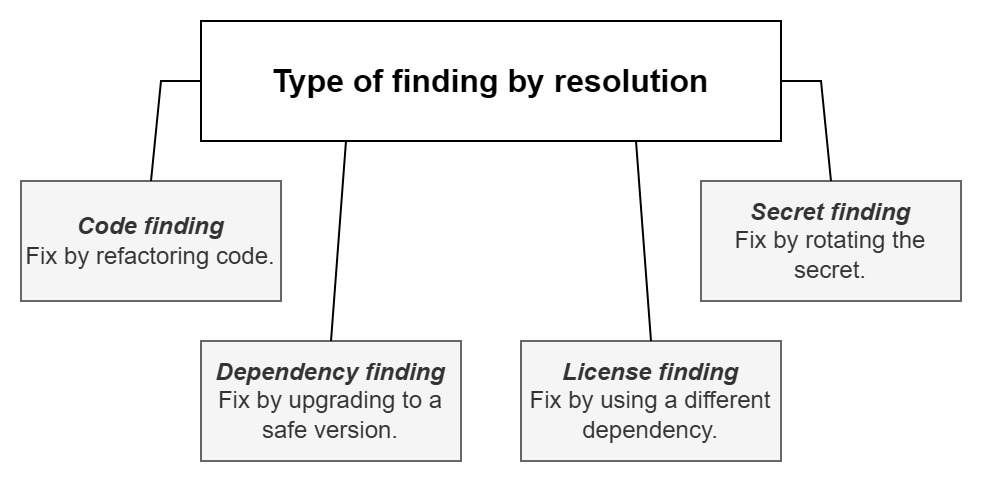 Type of finding by resolution
Code finding
Fix by refactoring code.
Secret finding
Fix by rotating the
secret.
Dependency finding
Fix by upgrading to a
safe version.
License finding
Fix by using a different
dependency.